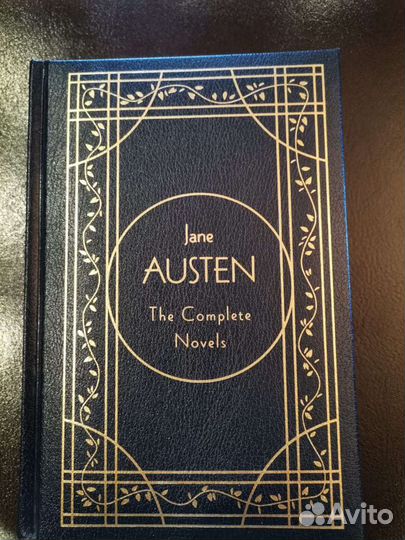 Jane
AUSTEN
The Complete
Novels
Avito